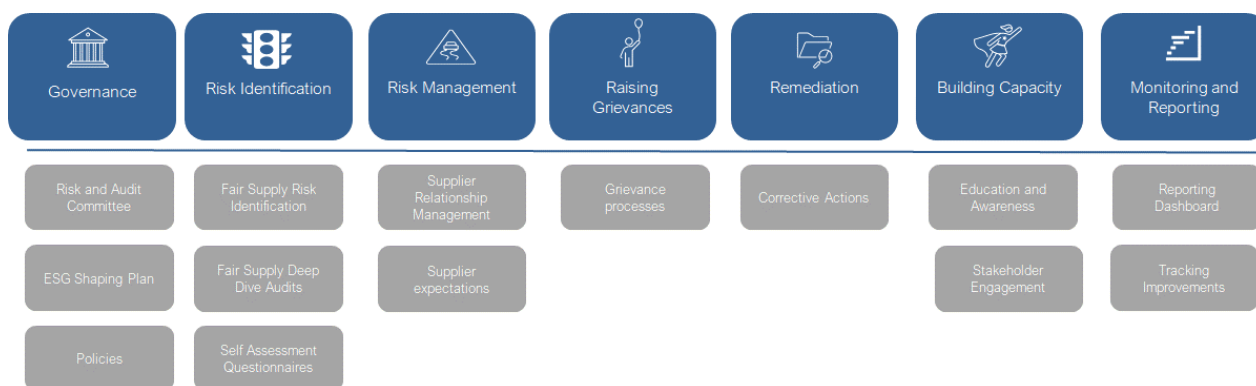 Governance
Risk Identification
Risk Management
Raising
Grievances
Remediation
Building Capacity
Monitoring and
Reporting
Risk and Audit
Committee
Fair Supply Risk
Identification
Supplier
Relationship
Management
Grievance
processes
Corrective Actions
Education and
Awareness
Reporting
Dashboard
ESG Shaping Plan
Fair Supply Deep
Dive Audits
Supplier
expectations
Stakeholder
Engagement
Tracking
Improvements
Policies
Self Assessment
Questionnaires